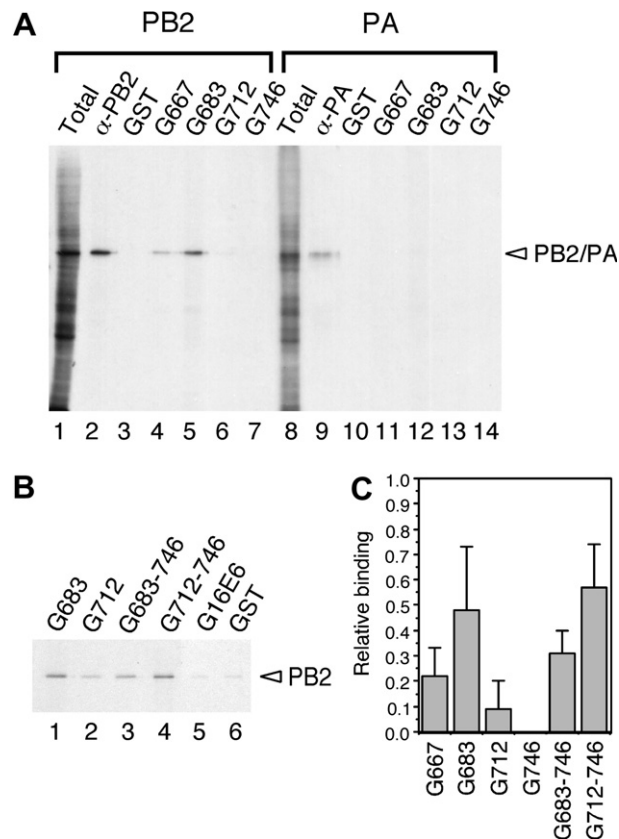 A
PB2 PA
Total α-PB2 GST G667 G683 G712 G746 Total α-PA GST G667 G683 G712 G746
◁ PB2/PA
1 2 3 4 5 6 7 8 9 10 11 12 13 14
B
G683 G712 G683-746 G712-746 G16E6 GST
◁ PB2
1 2 3 4 5 6
C
Relative binding
1.0
0.9
0.8
0.7
0.6
0.5
0.4
0.3
0.2
0.1
0.0
G667 G683 G712 G746 G683-746 G712-746